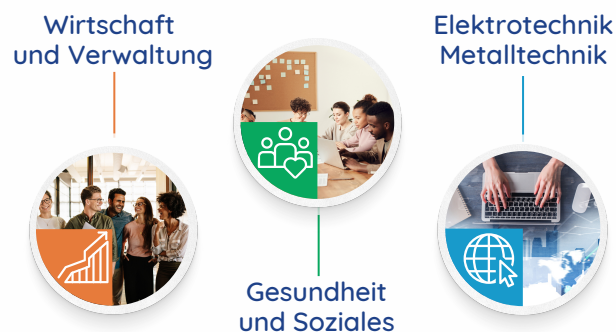 Wirtschaft
und Verwaltung
Elektrotechnik
Metalltechnik
Gesundheit
und Soziales